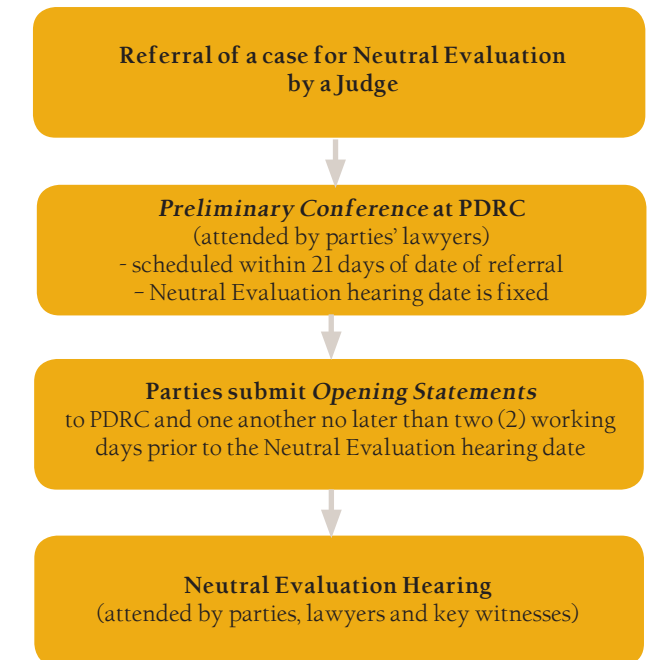 Referral of a case for Neutral Evaluation
by a Judge
Preliminary Conference at PDRC
(attended by parties’ lawyers)
- scheduled within 21 days of date of referral
– Neutral Evaluation hearing date is fixed
Parties submit Opening Statements
to PDRC and one another no later than two (2) working
days prior to the Neutral Evaluation hearing date
Neutral Evaluation Hearing
(attended by parties, lawyers and key witnesses)